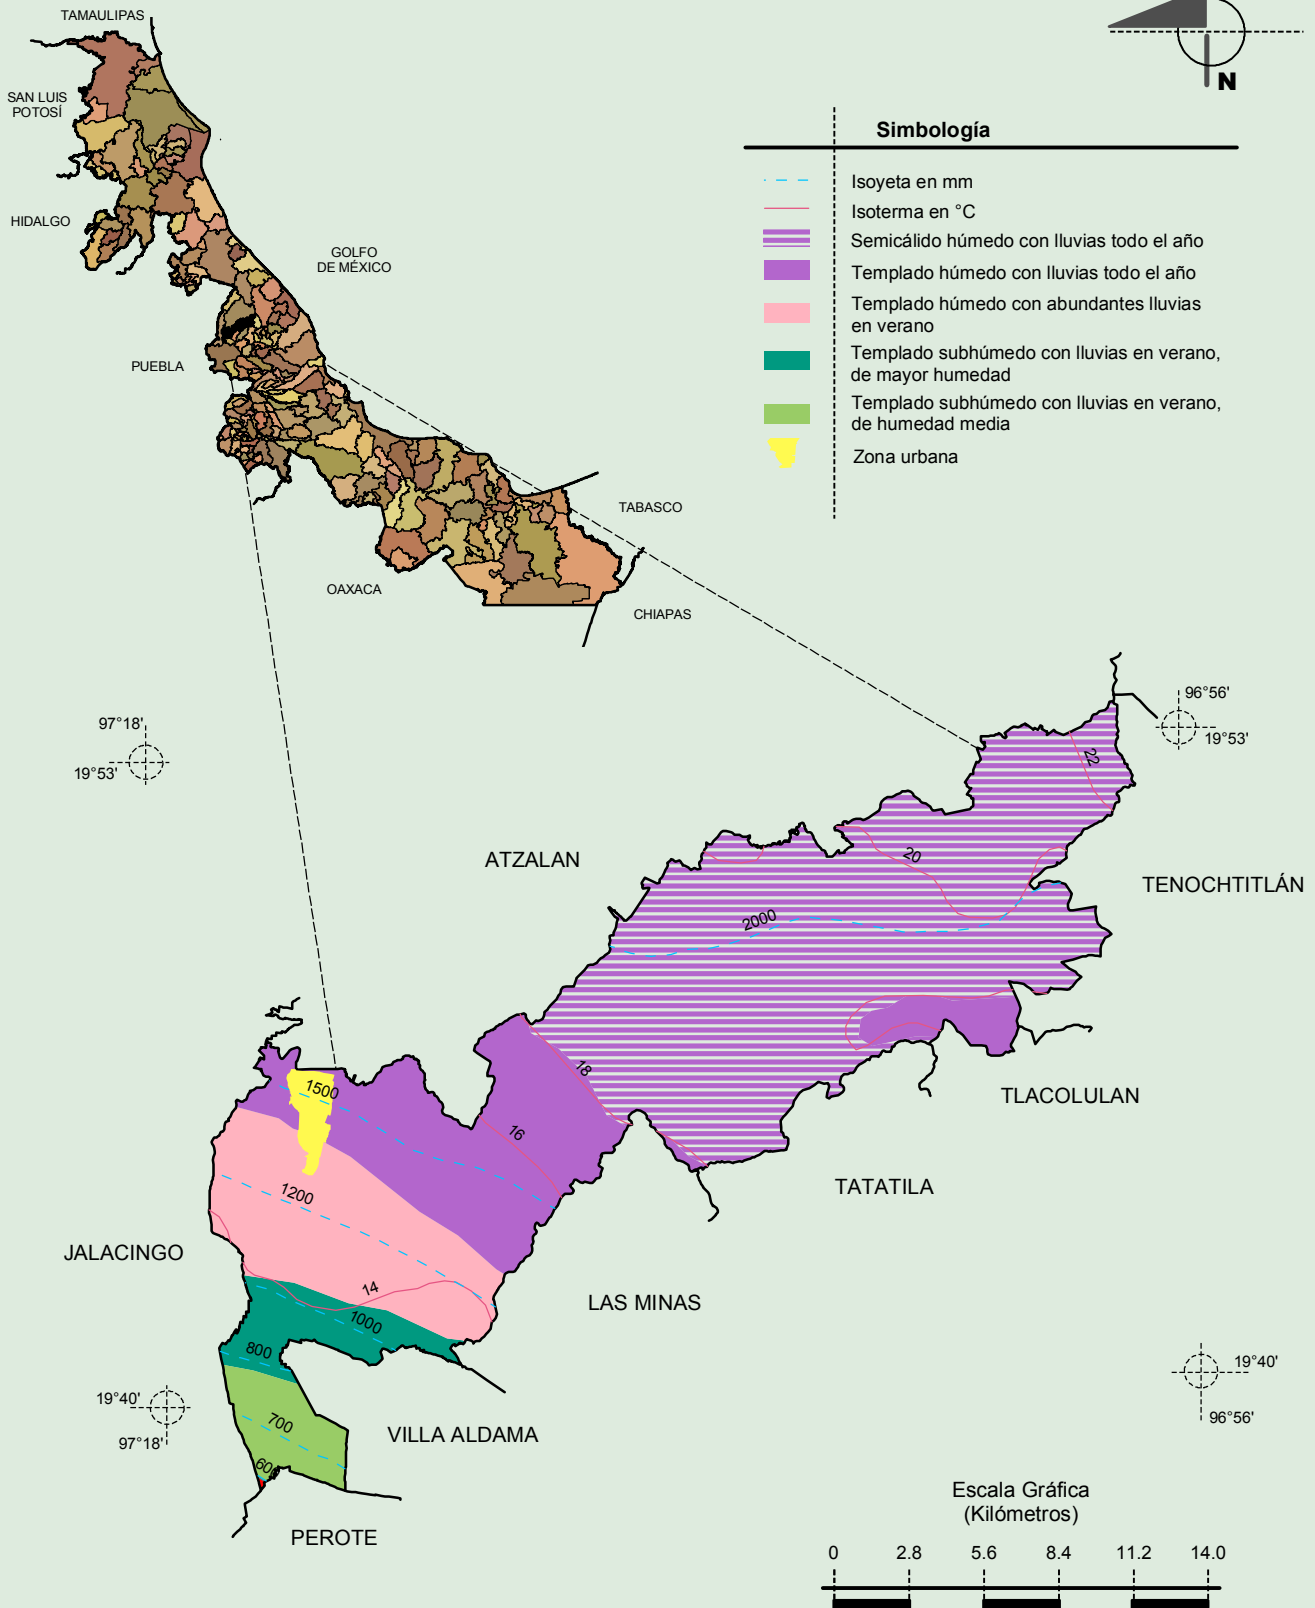 TAMAULIPAS
SAN LUIS
POTOSÍ
HIDALGO
GOLFO
DE MÉXICO
PUEBLA
TABASCO
OAXACA
CHIAPAS
N
Simbología
Isoyeta en mm
Isoterma en °C
Semicálido húmedo con lluvias todo el año
Templado húmedo con lluvias todo el año
Templado húmedo con abundantes lluvias
en verano
Templado subhúmedo con lluvias en verano,
de mayor humedad
Templado subhúmedo con lluvias en verano,
de humedad media
Zona urbana
97°18'
19°53'
96°56'
19°53'
22
ATZALAN
20
TENOCHTITLÁN
2000
18
TLACOLULAN
1500
16
TATATILA
1200
JALACINGO
14
LAS MINAS
1000
800
19°40'
97°18'
19°40'
96°56'
700
VILLA ALDAMA
600
PEROTE
Escala Gráfica
(Kilómetros)
0 2.8 5.6 8.4 11.2 14.0